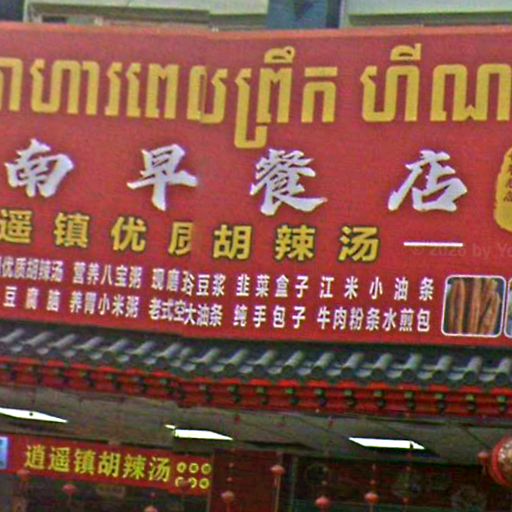 ហារពេលព្រឹក ហឺណ
南早餐店
遥镇优质胡辣汤 一
优质胡辣汤 营养八宝粥 现磨豆浆 韭菜盒子 江米小油条
豆腐脑 养胃小米粥 老式空大油条 纯手包子 牛肉粉条水煎包
逍遥镇胡辣汤